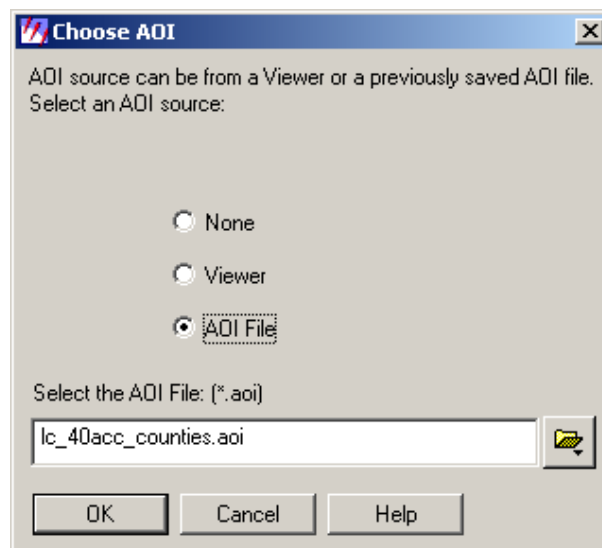 Choose AOI
AOI source can be from a Viewer or a previously saved AOI file.
Select an AOI source:
None
Viewer
AOI File
Select the AOI File: (*.aoi)
lc_40acc_counties.aoi
OK Cancel Help